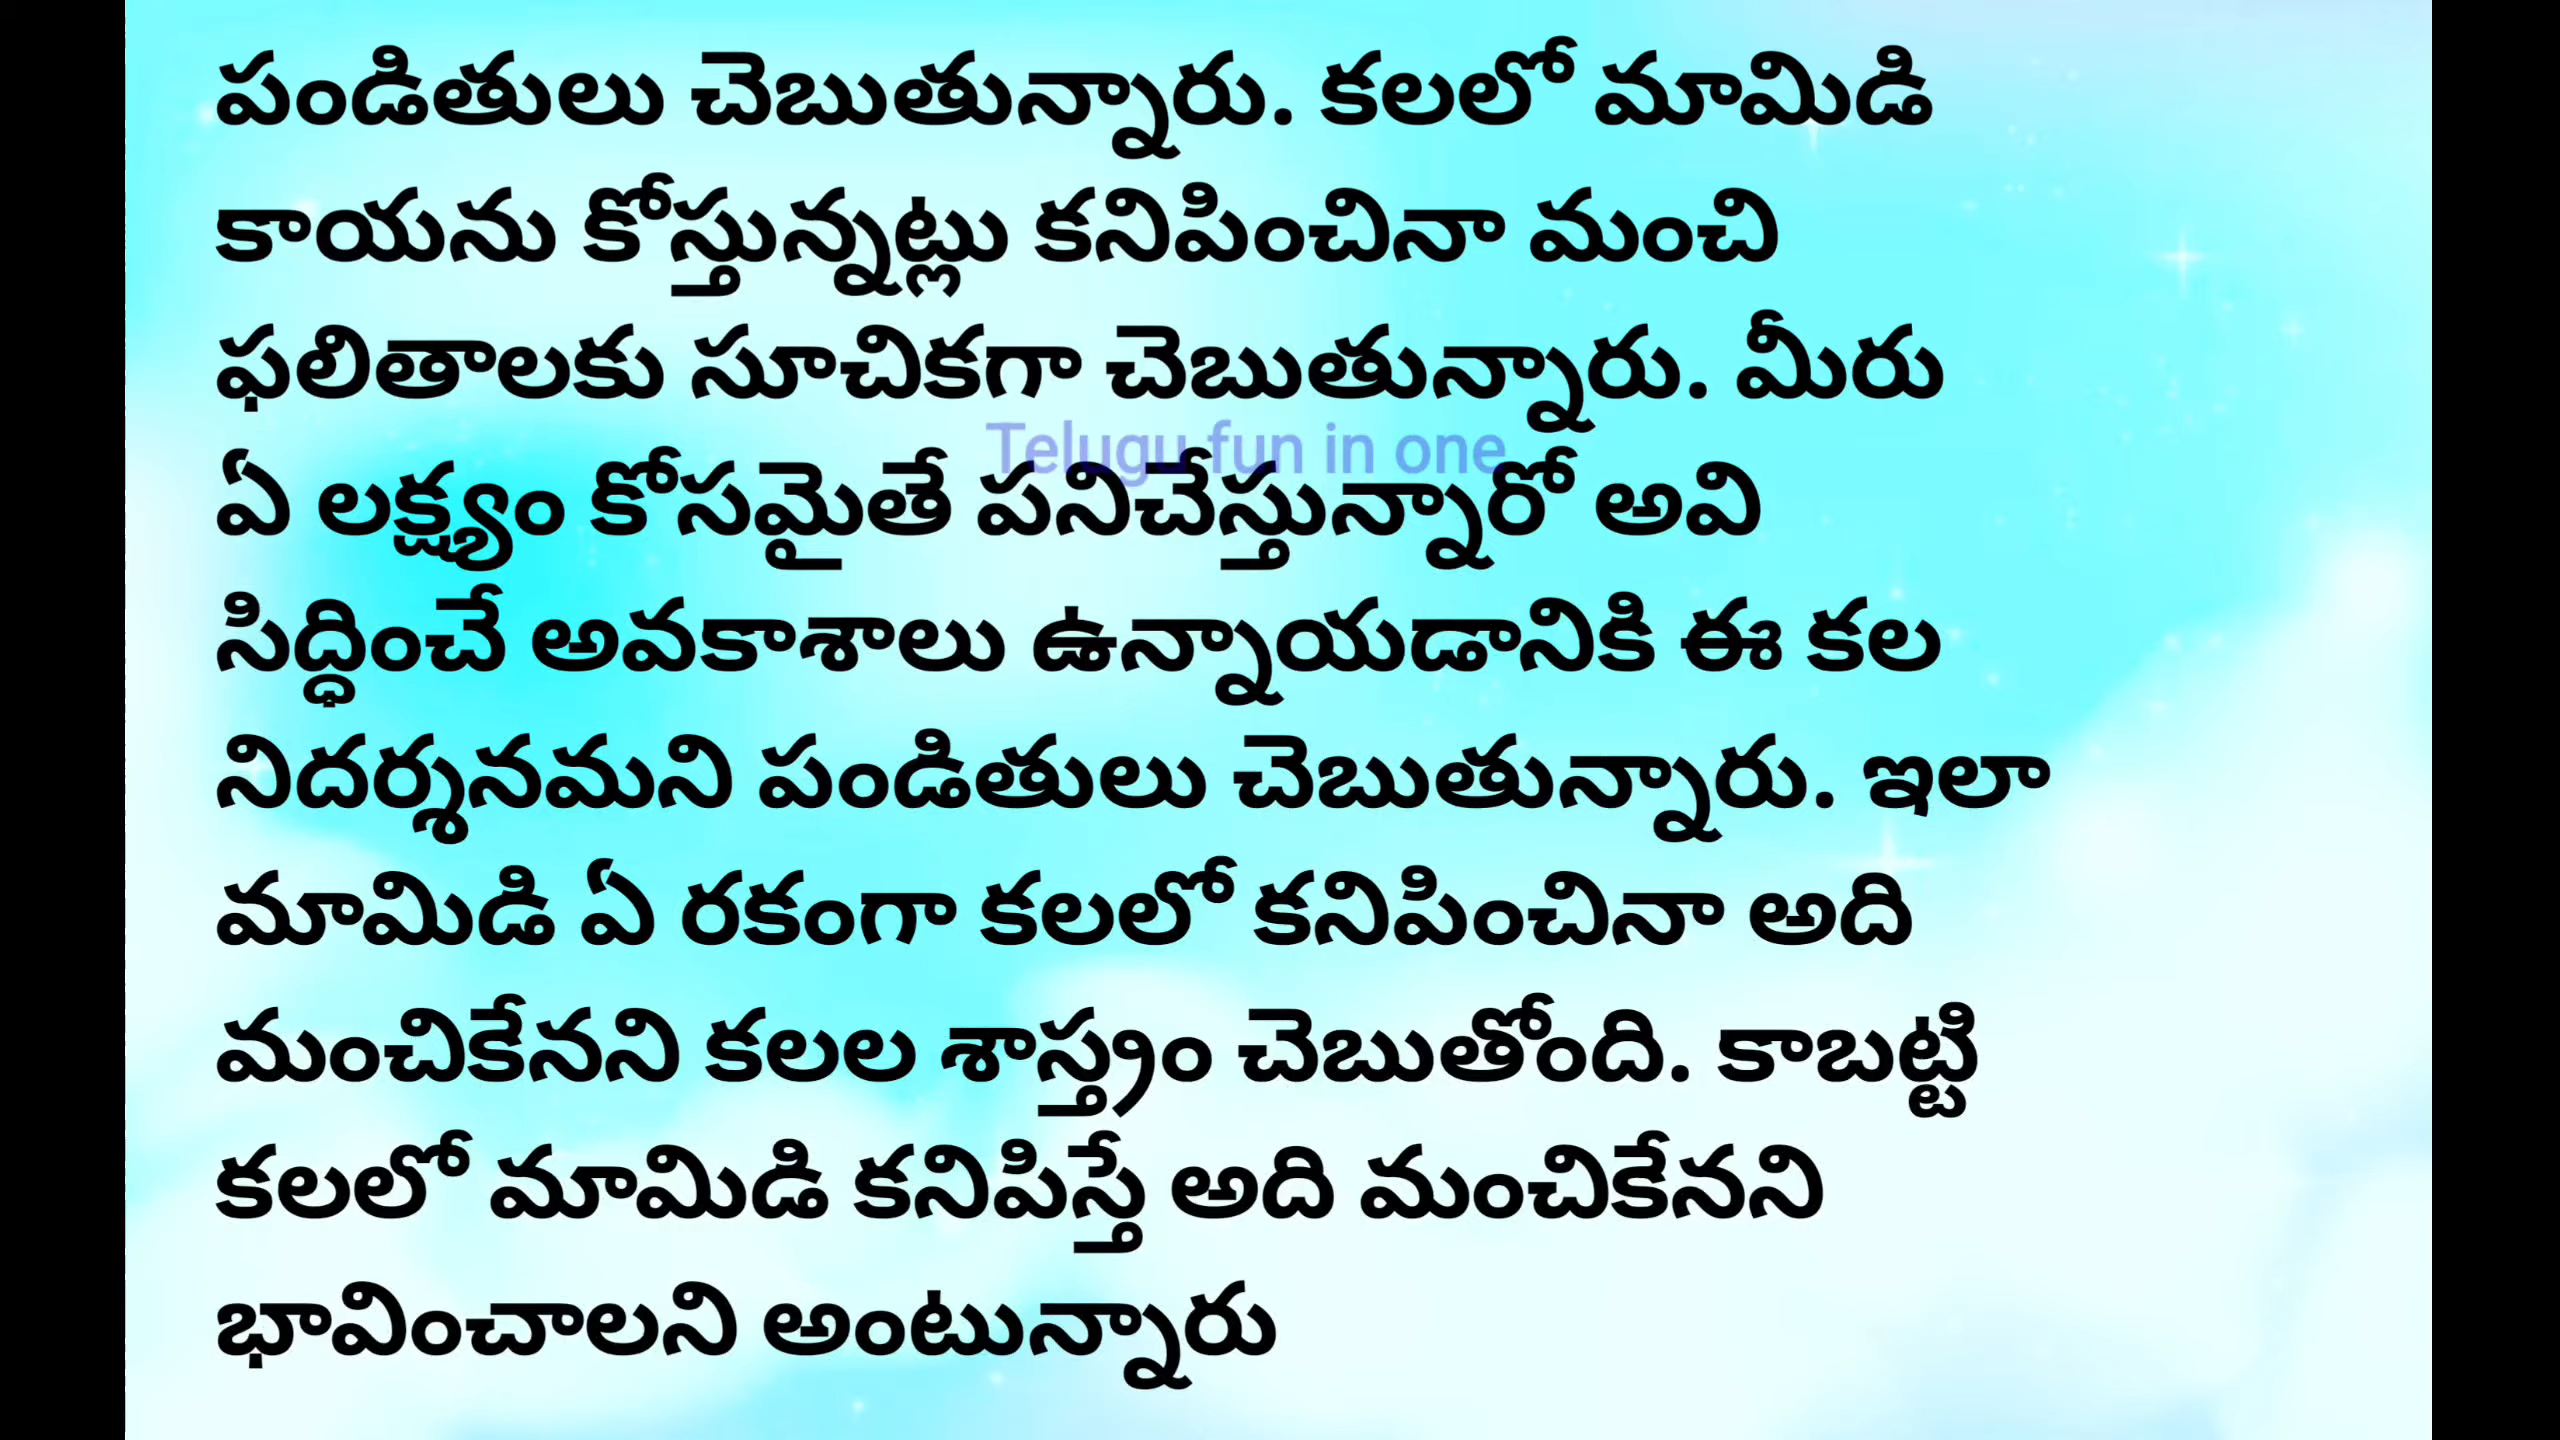 పండితులు చెబుతున్నారు. కలలో మామిడి
కాయను కోస్తున్నట్లు కనిపించినా మంచి
ఫలితాలకు సూచికగా చెబుతున్నారు. మీరు
Telugu fun in one
ఏ లక్ష్యం కోసమైతే పనిచేస్తున్నారో అవి
సిద్ధించే అవకాశాలు ఉన్నాయడానికి ఈ కల
నిదర్శనమని పండితులు చెబుతున్నారు. ఇలా
మామిడి ఏ రకంగా కలలో కనిపించినా అది
మంచికేనని కలల శాస్త్రం చెబుతోంది. కాబట్టి
కలలో మామిడి కనిపిస్తే అది మంచికేనని
భావించాలని అంటున్నారు